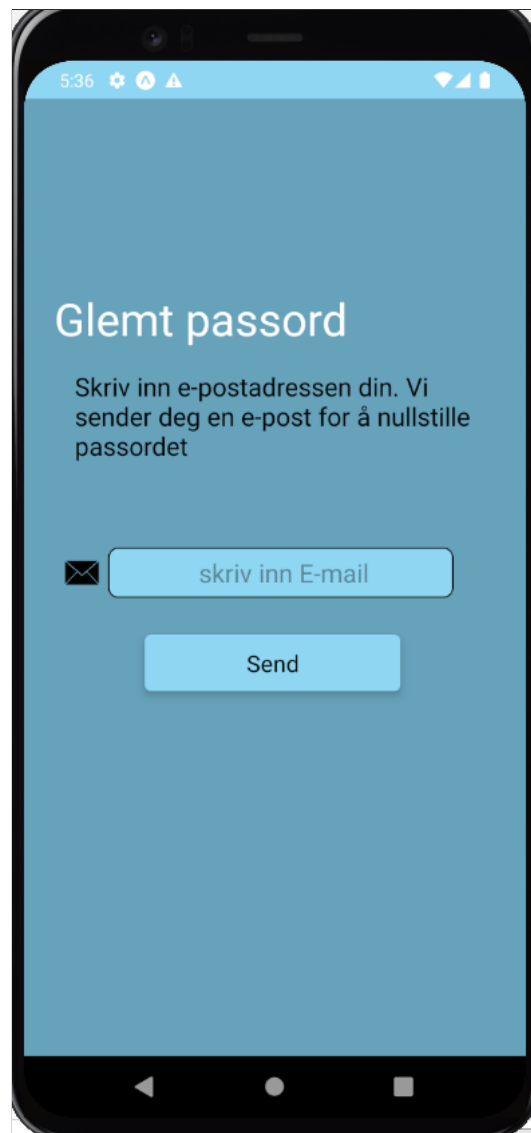 5:36
Glemt passord
Skriv inn e-postadressen din. Vi
sender deg en e-post for å nullstille
passordet
skriv inn E-mail
Send